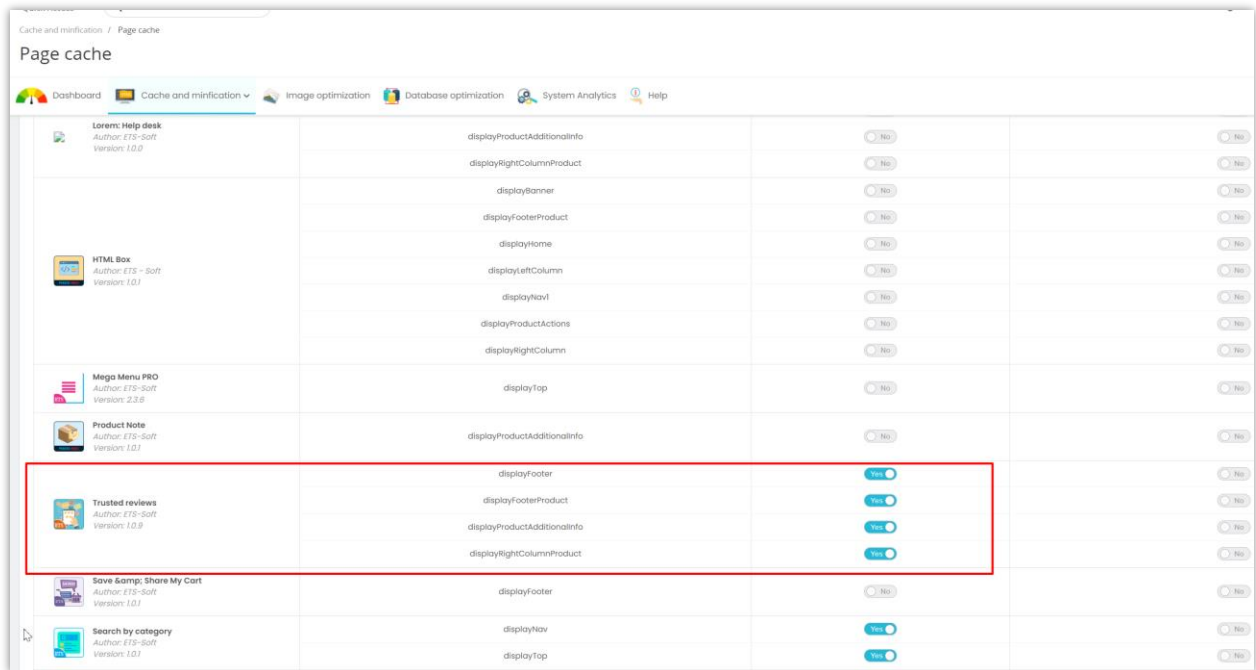 Cache and minfication / Page cache
Page cache
Dashboard Cache and minfication Image optimization Database optimization System Analytics Help
Lorem: Help desk
Author: ETS-Soft
Version: 1.0.0
displayProductAdditionalInfo No No
displayRightColumnProduct No No
HTML Box
Author: ETS - Soft
Version: 1.0.1
displayBanner No No
displayFooterProduct No No
displayHome No No
displayLeftColumn No No
displayNav1 No No
displayProductActions No No
displayRightColumn No No
Mega Menu PRO
Author: ETS-Soft
Version: 2.3.6
displayTop No No
Product Note
Author: ETS-Soft
Version: 1.0.1
displayProductAdditionalInfo No No
Trusted reviews
Author: ETS-Soft
Version: 1.0.9
displayFooter Yes No
displayFooterProduct Yes No
displayProductAdditionalInfo Yes No
displayRightColumnProduct Yes No
Save &amp; Share My Cart
Author: ETS-Soft
Version: 1.0.1
displayFooter No No
Search by category
Author: ETS-Soft
Version: 1.0.1
displayNav Yes No
displayTop Yes No